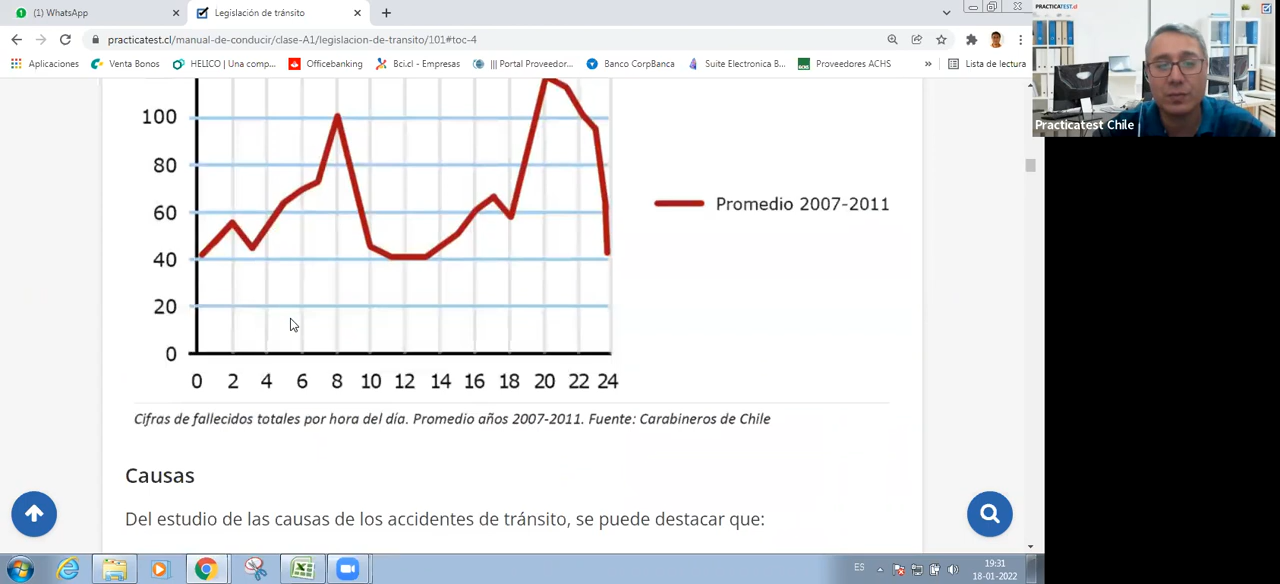 (1) WhatsApp
Legislación de tránsito
practicatest.cl/manual-de-conducir/clase-A1/legislacion-de-transito/101#toc-4
Aplicaciones
Venta Bonos
HELICO | Una comp...
Officebanking
Bci.cl - Empresas
||| Portal Proveedor...
Banco CorpBanca
Suite Electronica B...
Proveedores ACHS
»
Lista de lectura
PRACTICATEST.cl
Practicatest Chile
100
80
60
40
20
0
0 2 4 6 8 10 12 14 16 18 20 22 24
Promedio 2007-2011
Cifras de fallecidos totales por hora del día. Promedio años 2007-2011. Fuente: Carabineros de Chile
Causas
Del estudio de las causas de los accidentes de tránsito, se puede destacar que:
ES
19:31
18-01-2022